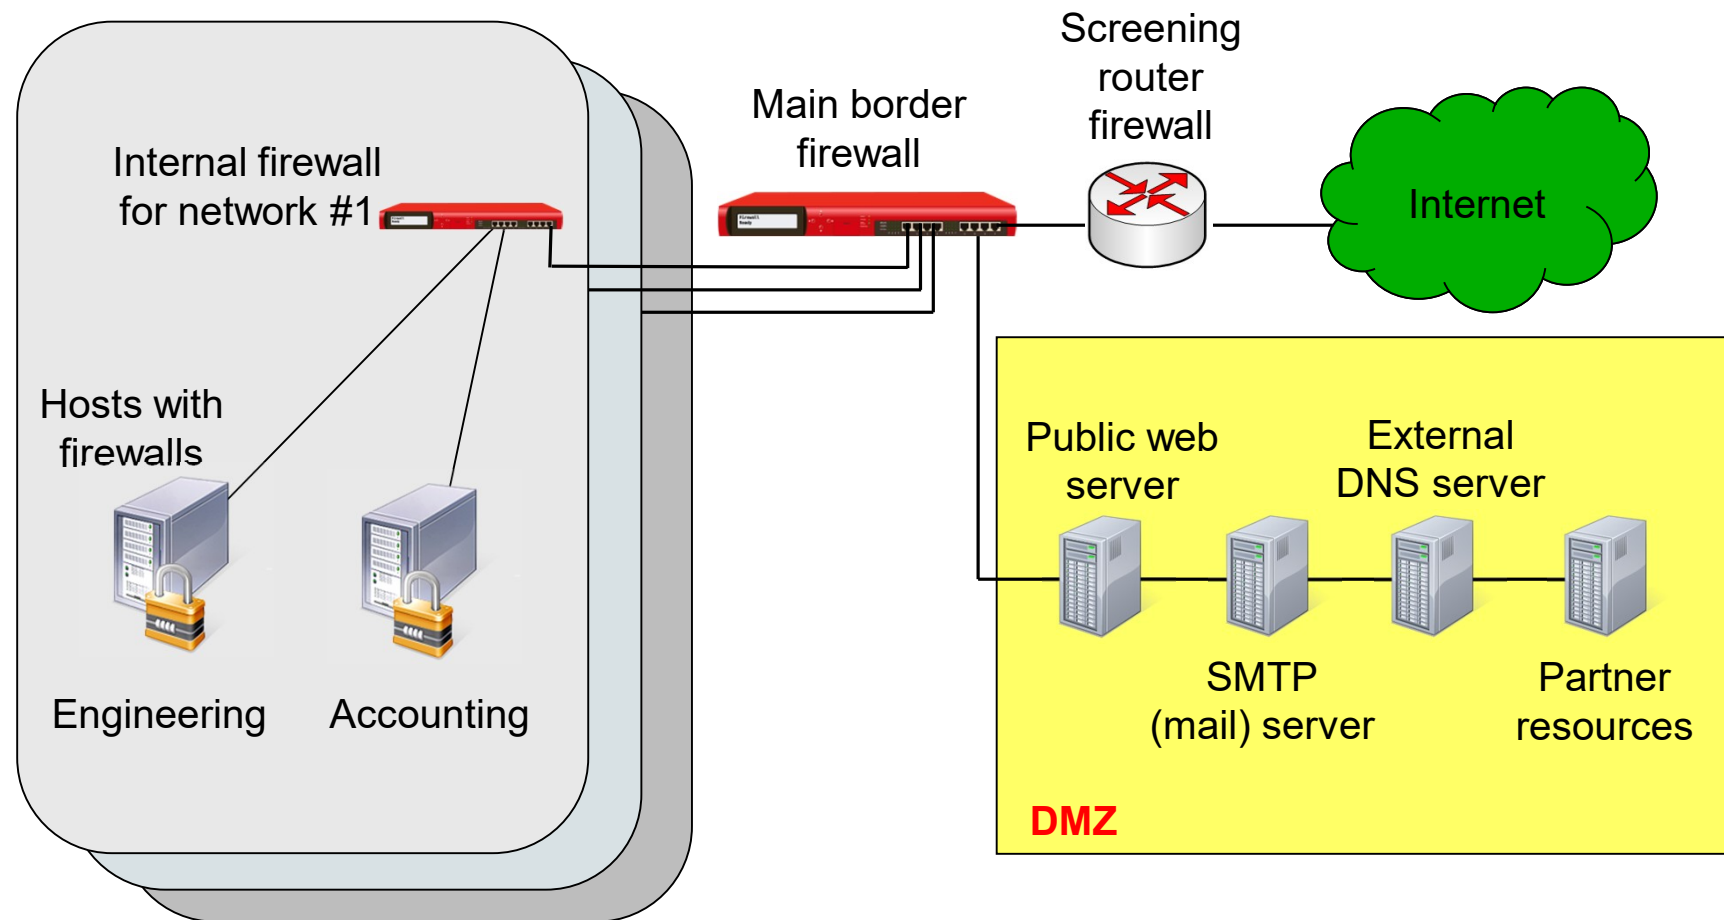 Screening
router
firewall
Main border
firewall
Internal firewall
for network #1
Internet
Hosts with
firewalls
Public web
server
External
DNS server
Engineering
Accounting
SMTP
(mail) server
Partner
resources
DMZ